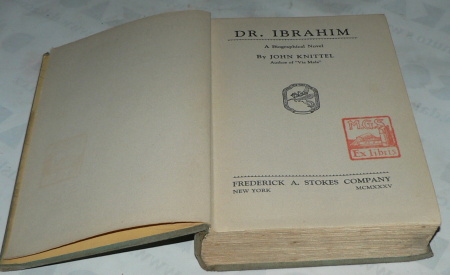 DR. IBRAHIM
A Biographical Novel
By JOHN KNITTEL
Author of "Via Mala"
M.G.S.
Ex libris
FREDERICK A. STOKES COMPANY
NEW YORK MCMXXXV